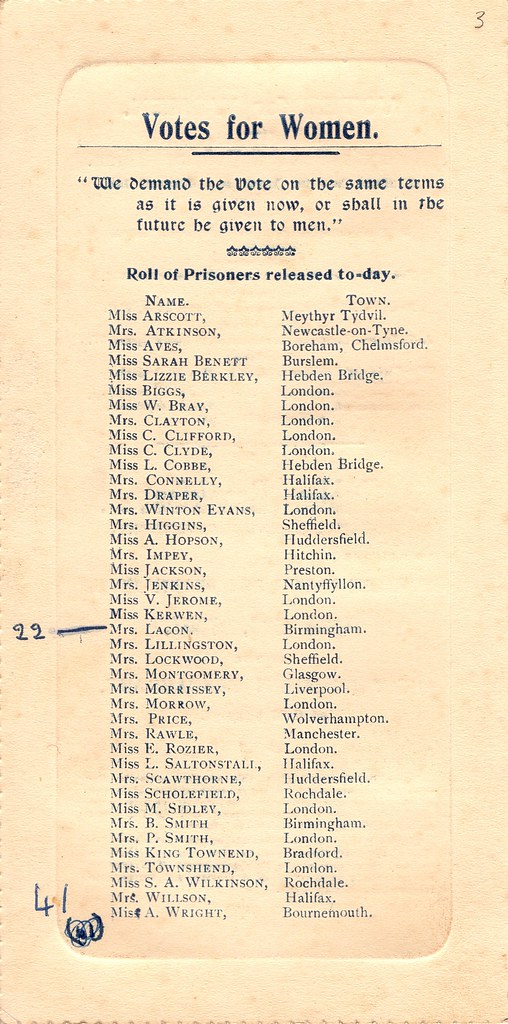 3
Votes for Women.
"We demand the Vote on the same terms
as it is given now, or shall in the
future be given to men."
Roll of Prisoners released to-day.
NAME. TOWN.
Miss ARSCOTT, Meythyr Tydvil.
Mrs. ATKINSON, Newcastle-on-Tyne.
Miss AVES, Boreham, Chelmsford.
Miss SARAH BENETT Burslem.
Miss LIZZIE BERKLEY, Hebden Bridge.
Miss BIGGS, London.
Miss W. BRAY, London.
Mrs. CLAYTON, London.
Miss C. CLIFFORD, London.
Miss C. CLYDE, London.
Miss L. COBBE, Hebden Bridge.
Mrs. CONNELLY, Halifax.
Mrs. DRAPER, Halifax.
Mrs. WINTON EVANS, London.
Mrs. HIGGINS, Sheffield.
Miss A. HOPSON, Huddersfield.
Mrs. IMPEY, Hitchin.
Miss JACKSON, Preston.
Mrs. JENKINS, Nantyffyllon.
Miss V. JEROME, London.
Miss KERWEN, London.
22 — Mrs. LACON. Birmingham.
Mrs. LILLINGSTON, London.
Mrs. LOCKWOOD, Sheffield.
Mrs. MONTGOMERY, Glasgow.
Mrs. MORRISSEY, Liverpool.
Mrs. MORROW, London.
Mrs. PRICE, Wolverhampton.
Mrs. RAWLE, Manchester.
Miss E. ROZIER, London.
Miss L. SALTONSTALL, Halifax.
Mrs. SCAWTHORNE, Huddersfield.
Miss SCHOLEFIELD, Rochdale.
Miss M. SIDLEY, London.
Mrs. B. SMITH Birmingham.
Mrs. P. SMITH, London.
Miss KING TOWNEND, Bradford.
Mrs. TOWNSHEND, London.
Miss S. A. WILKINSON, Rochdale.
Mrs. WILLSON, Halifax.
Miss A. WRIGHT, Bournemouth.
41